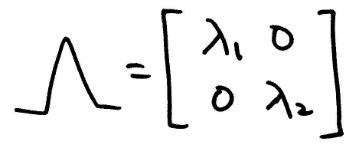 Λ = [ λ₁ 0
0 λ₂ ]